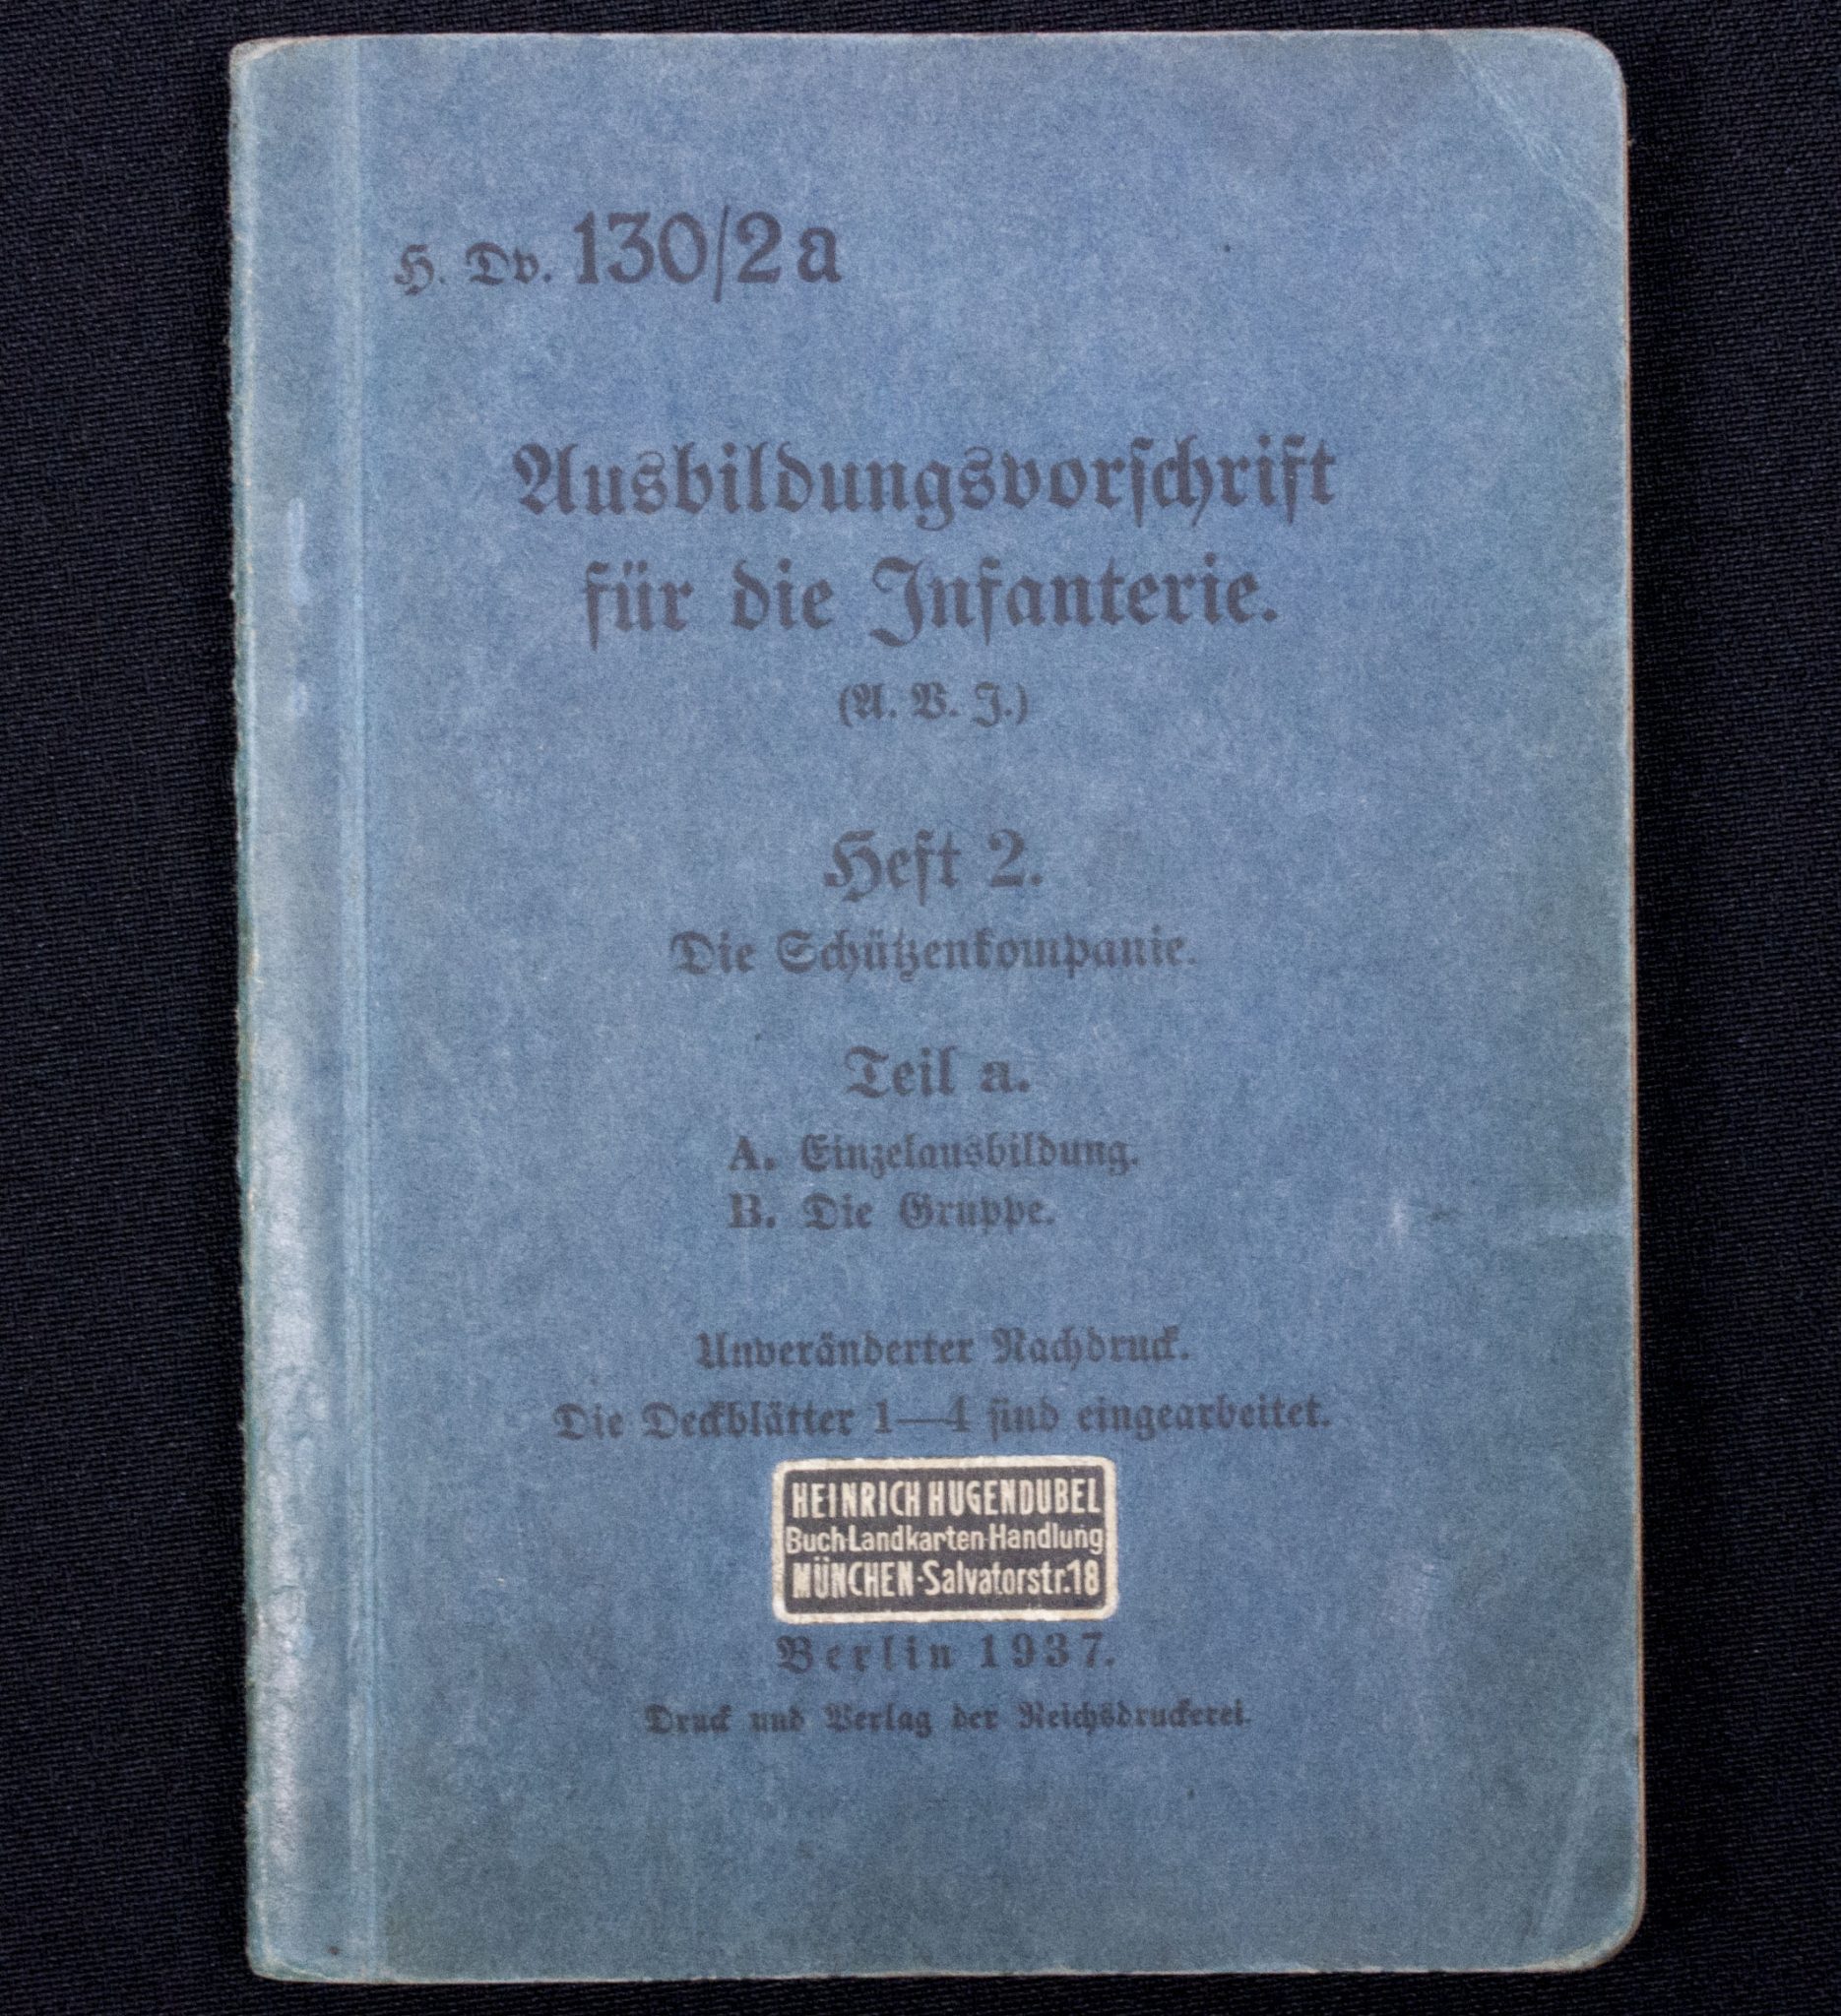 H. Dv. 130/2a
Ausbildungsvorschrift
für die Infanterie.
(A. V. I.)
Heft 2.
Die Schützenkompanie.
Teil a.
A. Einzelausbildung.
B. Die Gruppe.
Unveränderter Nachdruck.
Die Deckblätter 1—4 sind eingearbeitet.
HEINRICH HUGENDUBEL
Buch-Landkarten-Handlung
MÜNCHEN·Salvatorstr.18
Berlin 1937.
Druck und Verlag der Reichsdruckerei.